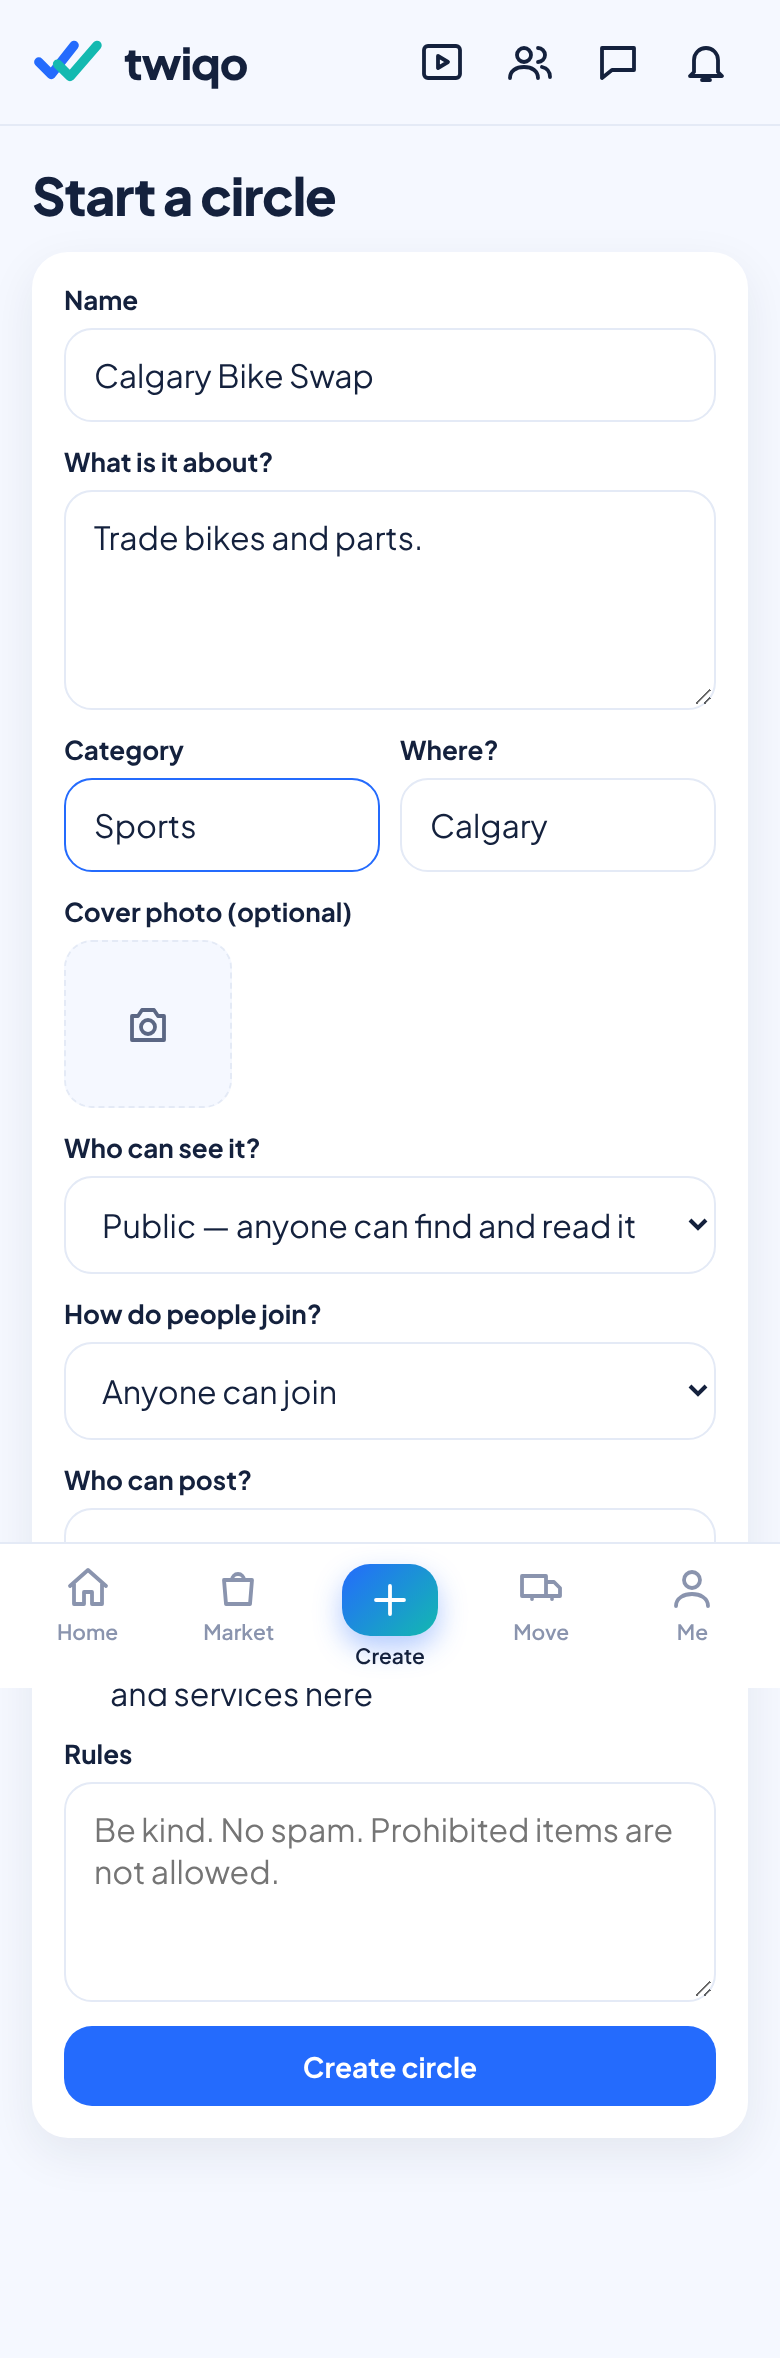 twiqo
Start a circle
Name
Calgary Bike Swap
What is it about?
Trade bikes and parts.
Category
Where?
Sports
Calgary
Cover photo (optional)
Who can see it?
Public — anyone can find and read it
How do people join?
Anyone can join
Who can post?
Home
Market
Create
Move
Me
and services here
Rules
Be kind. No spam. Prohibited items are
not allowed.
Create circle